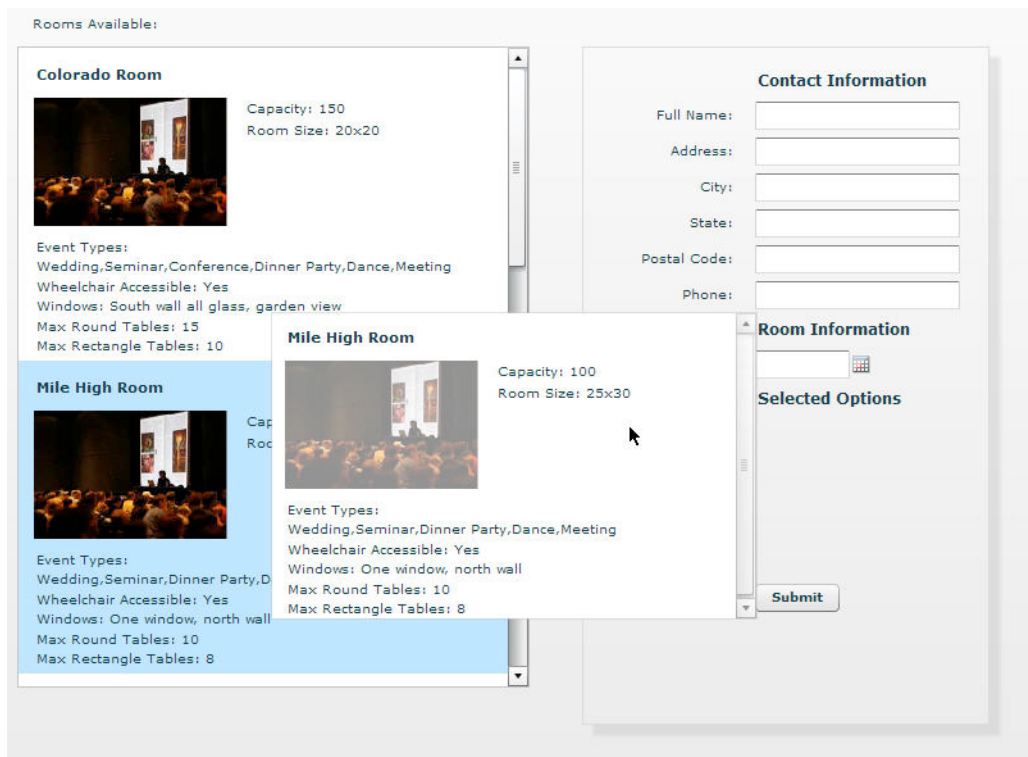 Rooms Available:
Colorado Room
Capacity: 150
Room Size: 20x20
Event Types:
Wedding,Seminar,Conference,Dinner Party,Dance,Meeting
Wheelchair Accessible: Yes
Windows: South wall all glass, garden view
Max Round Tables: 15
Max Rectangle Tables: 10
Mile High Room
Event Types:
Wedding,Seminar,Dinner Party,D
Wheelchair Accessible: Yes
Windows: One window, north wall
Max Round Tables: 10
Max Rectangle Tables: 8
Mile High Room
Capacity: 100
Room Size: 25x30
Event Types:
Wedding,Seminar,Dinner Party,Dance,Meeting
Wheelchair Accessible: Yes
Windows: One window, north wall
Max Round Tables: 10
Max Rectangle Tables: 8
Contact Information
Full Name:
Address:
City:
State:
Postal Code:
Phone:
Room Information
Selected Options
Submit